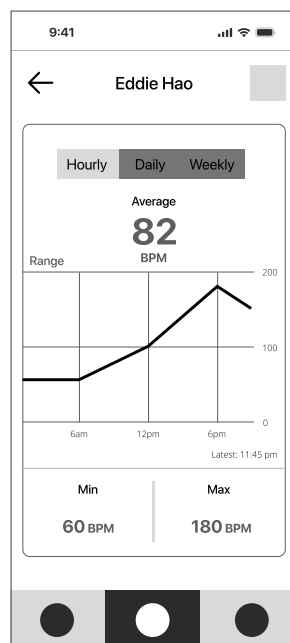 9:41
Eddie Hao
Hourly Daily Weekly
Average
82
BPM
Range
200
100
0
6am 12pm 6pm
Latest: 11:45 pm
Min Max
60 BPM 180 BPM